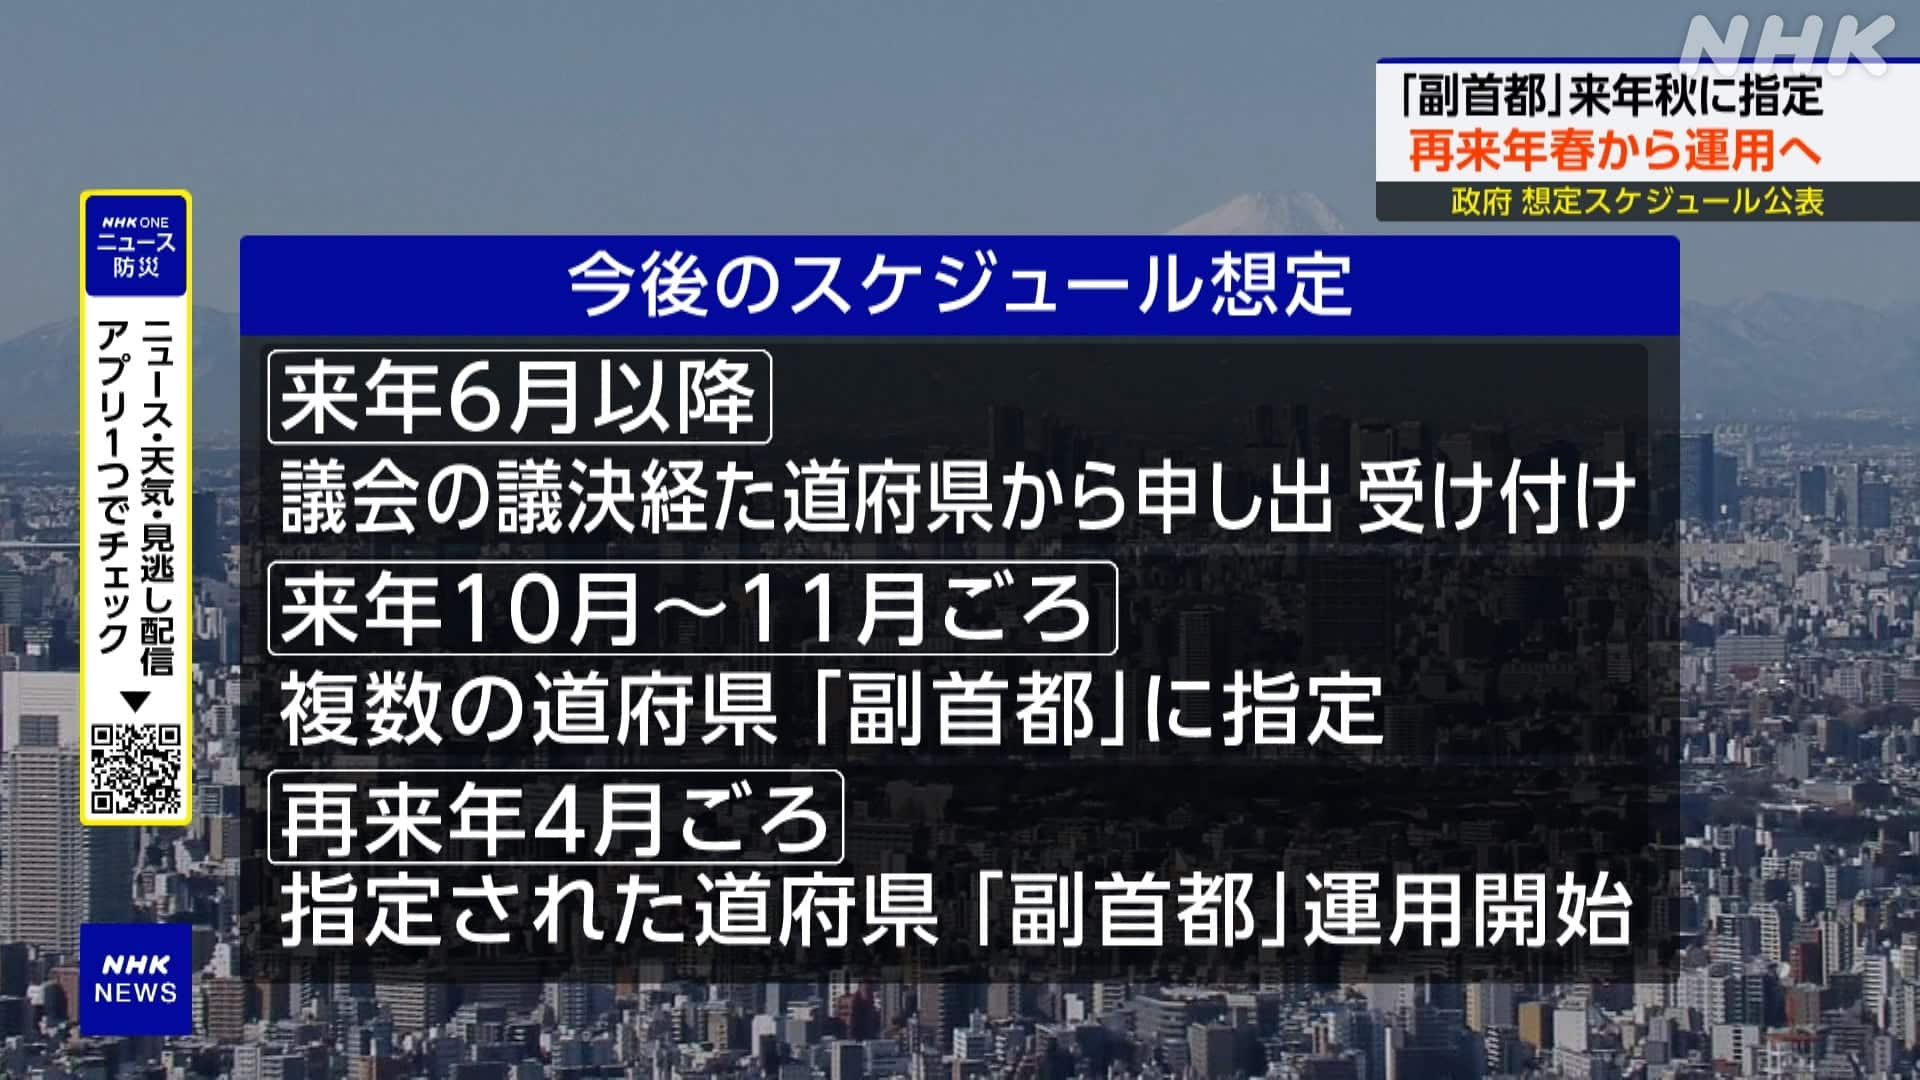 NHK
「副首都」来年秋に指定
再来年春から運用へ
政府 想定スケジュール公表
NHK ONE
ニュース
防災
ニュース・天気・見逃し配信
アプリ1つでチェック
今後のスケジュール想定
来年6月以降
議会の議決経た道府県から申し出 受け付け
来年10月～11月ごろ
複数の道府県「副首都」に指定
再来年4月ごろ
指定された道府県「副首都」運用開始
NHK
NEWS